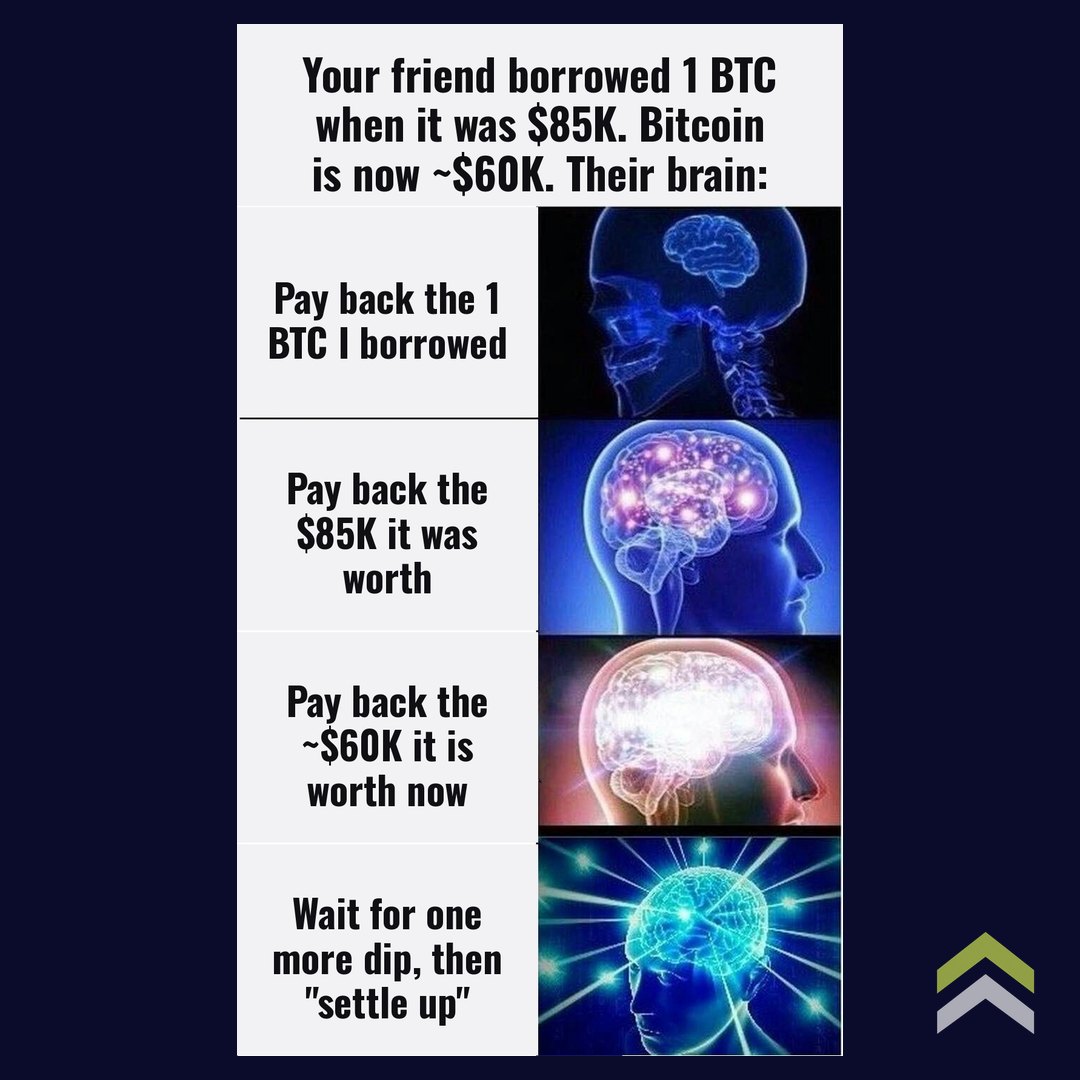 Your friend borrowed 1 BTC
when it was $85K. Bitcoin
is now ~$60K. Their brain:
Pay back the 1
BTC I borrowed
Pay back the
$85K it was
worth
Pay back the
~$60K it is
worth now
Wait for one
more dip, then
"settle up"